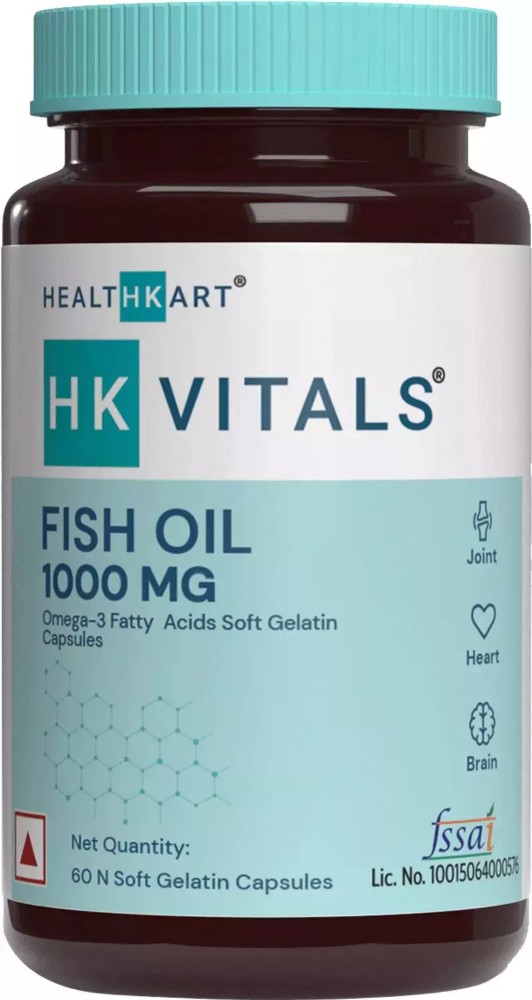 HEALTHKART®
HK VITALS®
FISH OIL
1000 MG
Omega-3 Fatty Acids Soft Gelatin
Capsules
Joint
Heart
Brain
Net Quantity:
60 N Soft Gelatin Capsules
fssai
Lic. No. 10015064000576